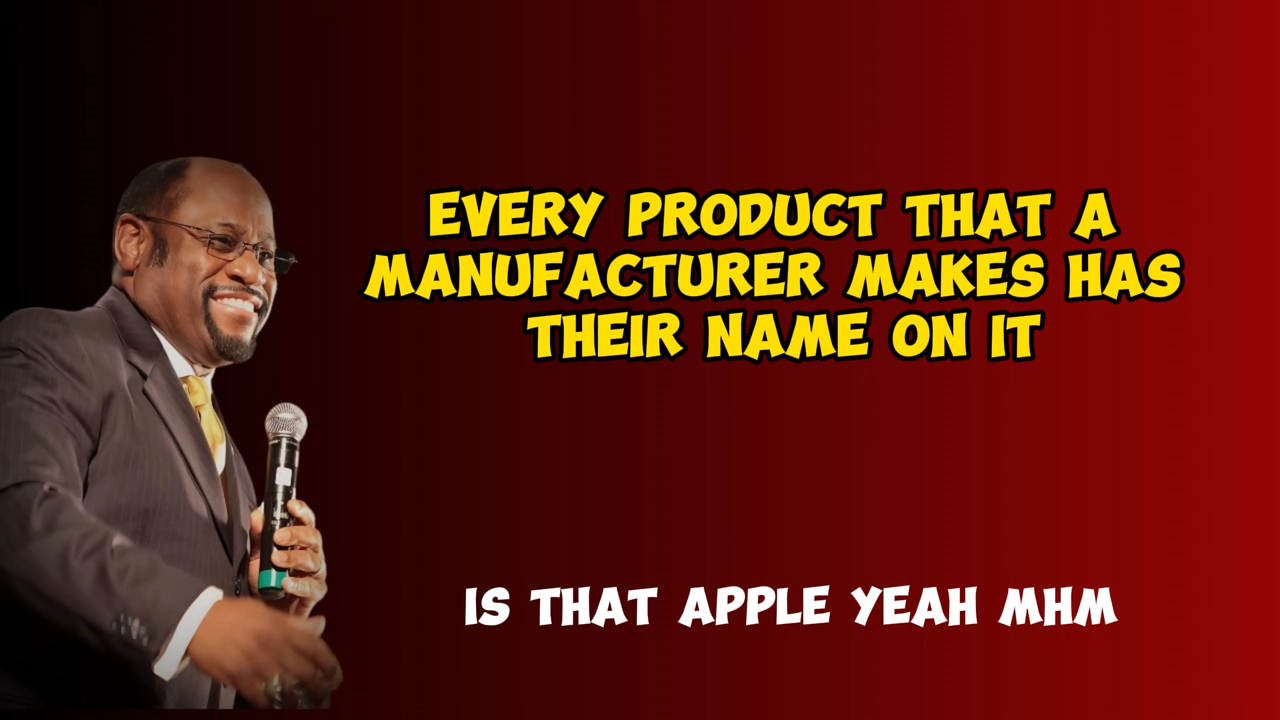 EVERY PRODUCT THAT A
MANUFACTURER MAKES HAS
THEIR NAME ON IT
IS THAT APPLE YEAH MHM